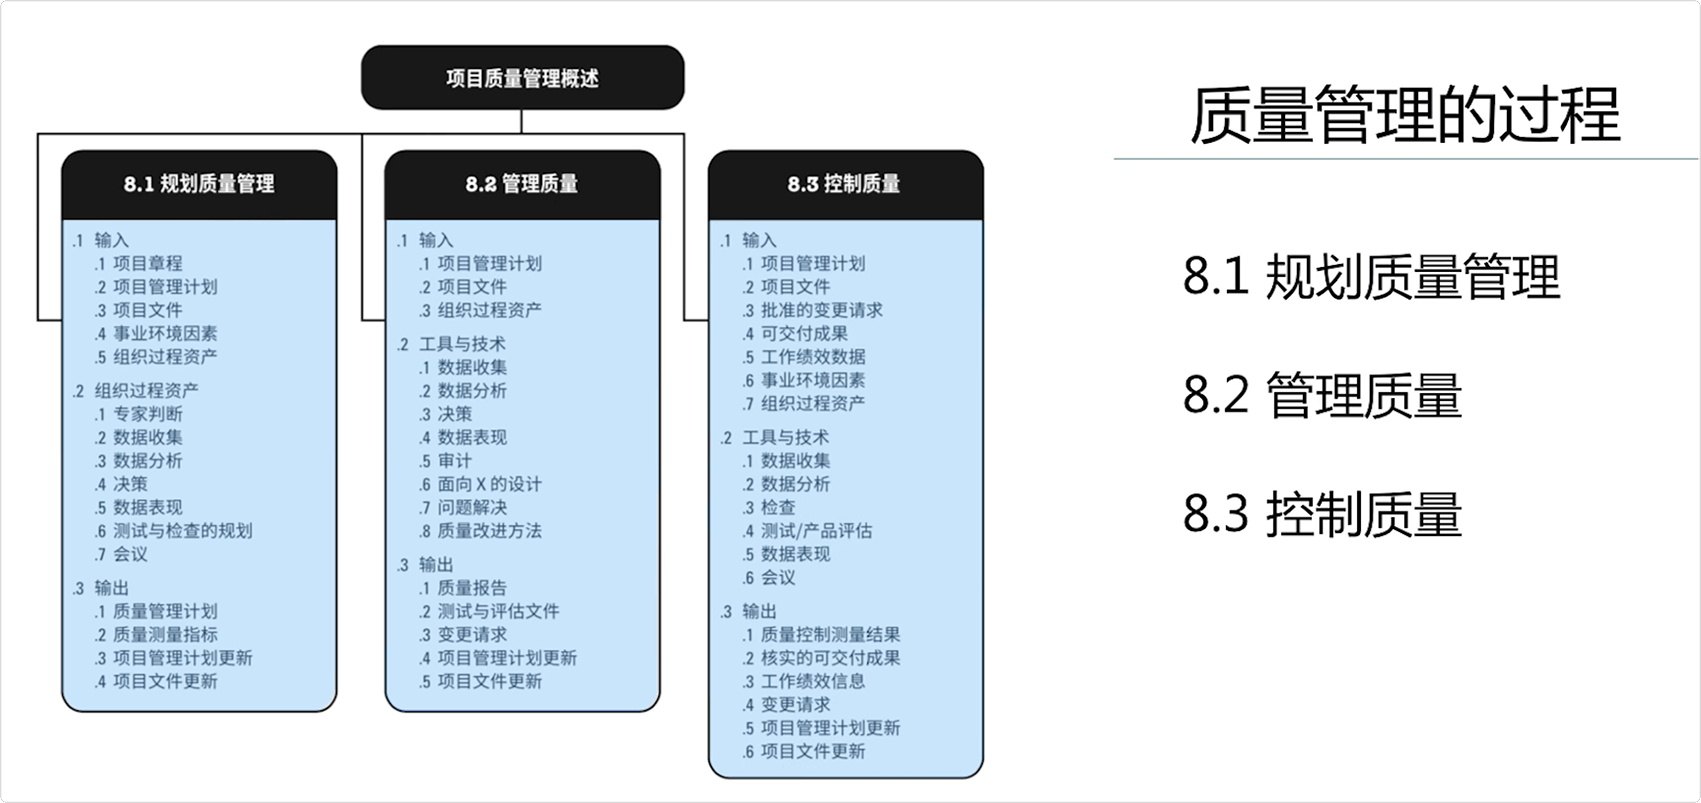 项目质量管理概述
8.1 规划质量管理
.1 输入
.1 项目章程
.2 项目管理计划
.3 项目文件
.4 事业环境因素
.5 组织过程资产
.2 组织过程资产
.1 专家判断
.2 数据收集
.3 数据分析
.4 决策
.5 数据表现
.6 测试与检查的规划
.7 会议
.3 输出
.1 质量管理计划
.2 质量测量指标
.3 项目管理计划更新
.4 项目文件更新
8.2 管理质量
.1 输入
.1 项目管理计划
.2 项目文件
.3 组织过程资产
.2 工具与技术
.1 数据收集
.2 数据分析
.3 决策
.4 数据表现
.5 审计
.6 面向 X 的设计
.7 问题解决
.8 质量改进方法
.3 输出
.1 质量报告
.2 测试与评估文件
.3 变更请求
.4 项目管理计划更新
.5 项目文件更新
8.3 控制质量
.1 输入
.1 项目管理计划
.2 项目文件
.3 批准的变更请求
.4 可交付成果
.5 工作绩效数据
.6 事业环境因素
.7 组织过程资产
.2 工具与技术
.1 数据收集
.2 数据分析
.3 检查
.4 测试/产品评估
.5 数据表现
.6 会议
.3 输出
.1 质量控制测量结果
.2 核实的可交付成果
.3 工作绩效信息
.4 变更请求
.5 项目管理计划更新
.6 项目文件更新
质量管理的过程
8.1 规划质量管理
8.2 管理质量
8.3 控制质量